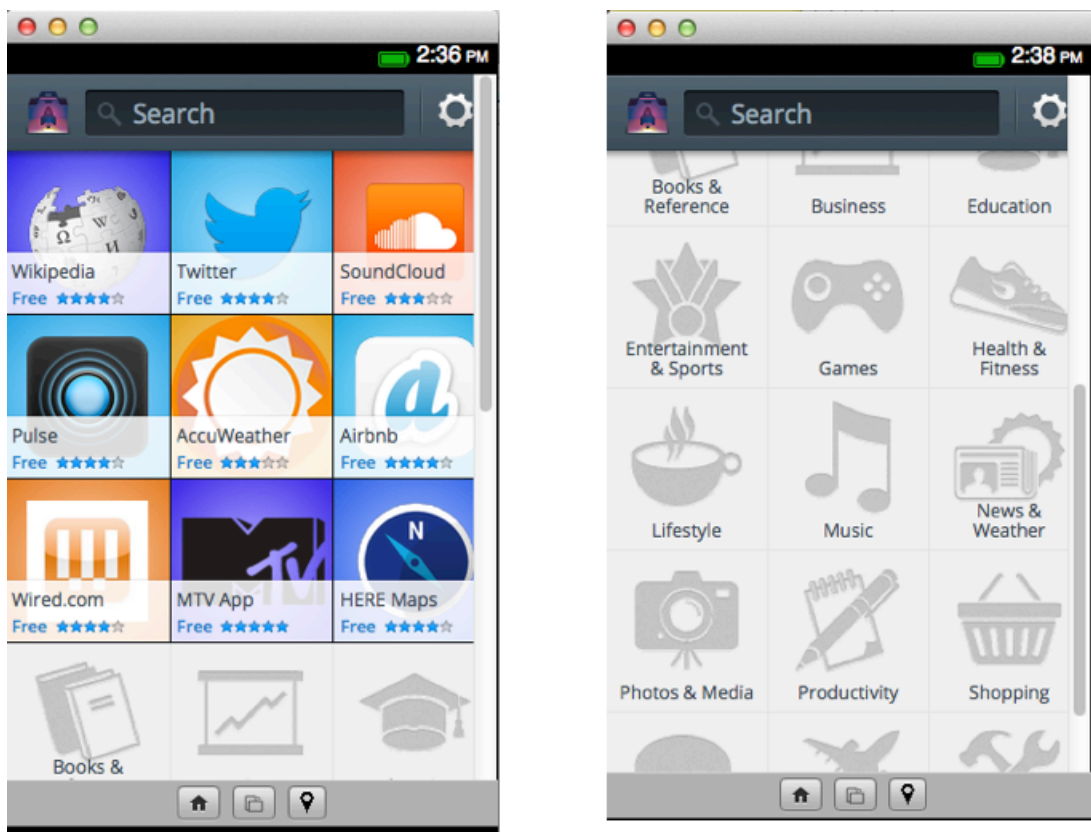 2:36 PM
Search
Wikipedia
Free
Twitter
Free
SoundCloud
Free
Pulse
Free
AccuWeather
Free
Airbnb
Free
Wired.com
Free
MTV App
Free
N
HERE Maps
Free
Books &
2:38 PM
Search
Books &
Reference
Business
Education
Entertainment
& Sports
Games
Health &
Fitness
Lifestyle
Music
News &
Weather
Photos & Media
Productivity
Shopping